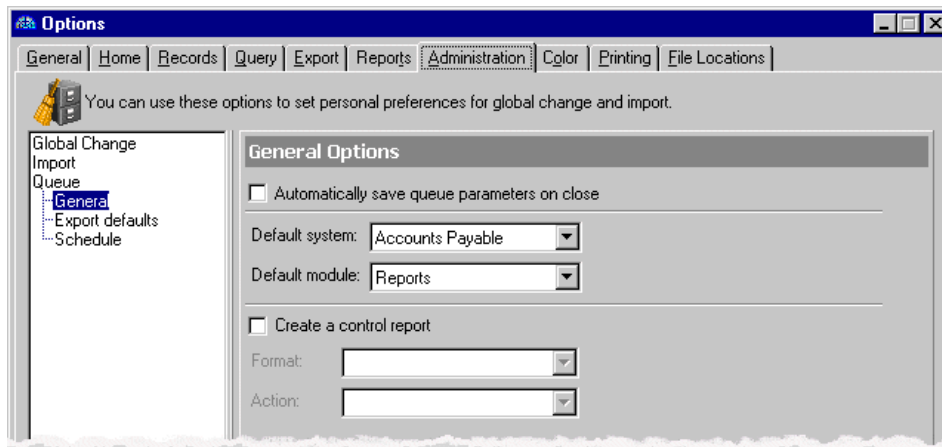 Options
General Home Records Query Export Reports Administration Color Printing File Locations
You can use these options to set personal preferences for global change and import.
Global Change
Import
Queue
General
Export defaults
Schedule
General Options
Automatically save queue parameters on close
Default system: Accounts Payable
Default module: Reports
Create a control report
Format:
Action: